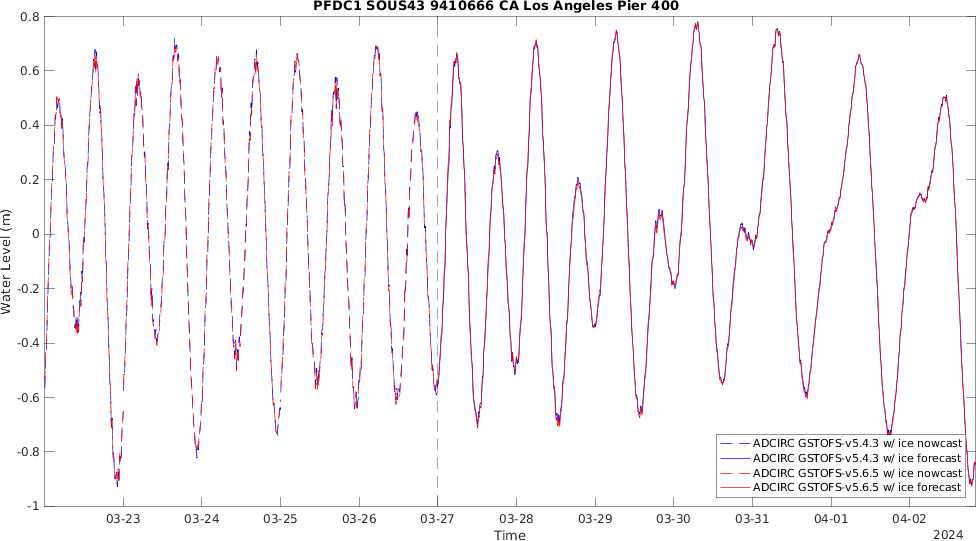 PFDC1 SOUS43 9410666 CA Los Angeles Pier 400
0.8
0.6
0.4
0.2
0
-0.2
-0.4
-0.6
-0.8
-1
Water Level (m)
ADCIRC GSTOFS-v5.4.3 w/ ice nowcast
ADCIRC GSTOFS-v5.4.3 w/ ice forecast
ADCIRC GSTOFS-v5.6.5 w/ ice nowcast
ADCIRC GSTOFS-v5.6.5 w/ ice forecast
03-23 03-24 03-25 03-26 03-27 03-28 03-29 03-30 03-31 04-01 04-02
Time
2024